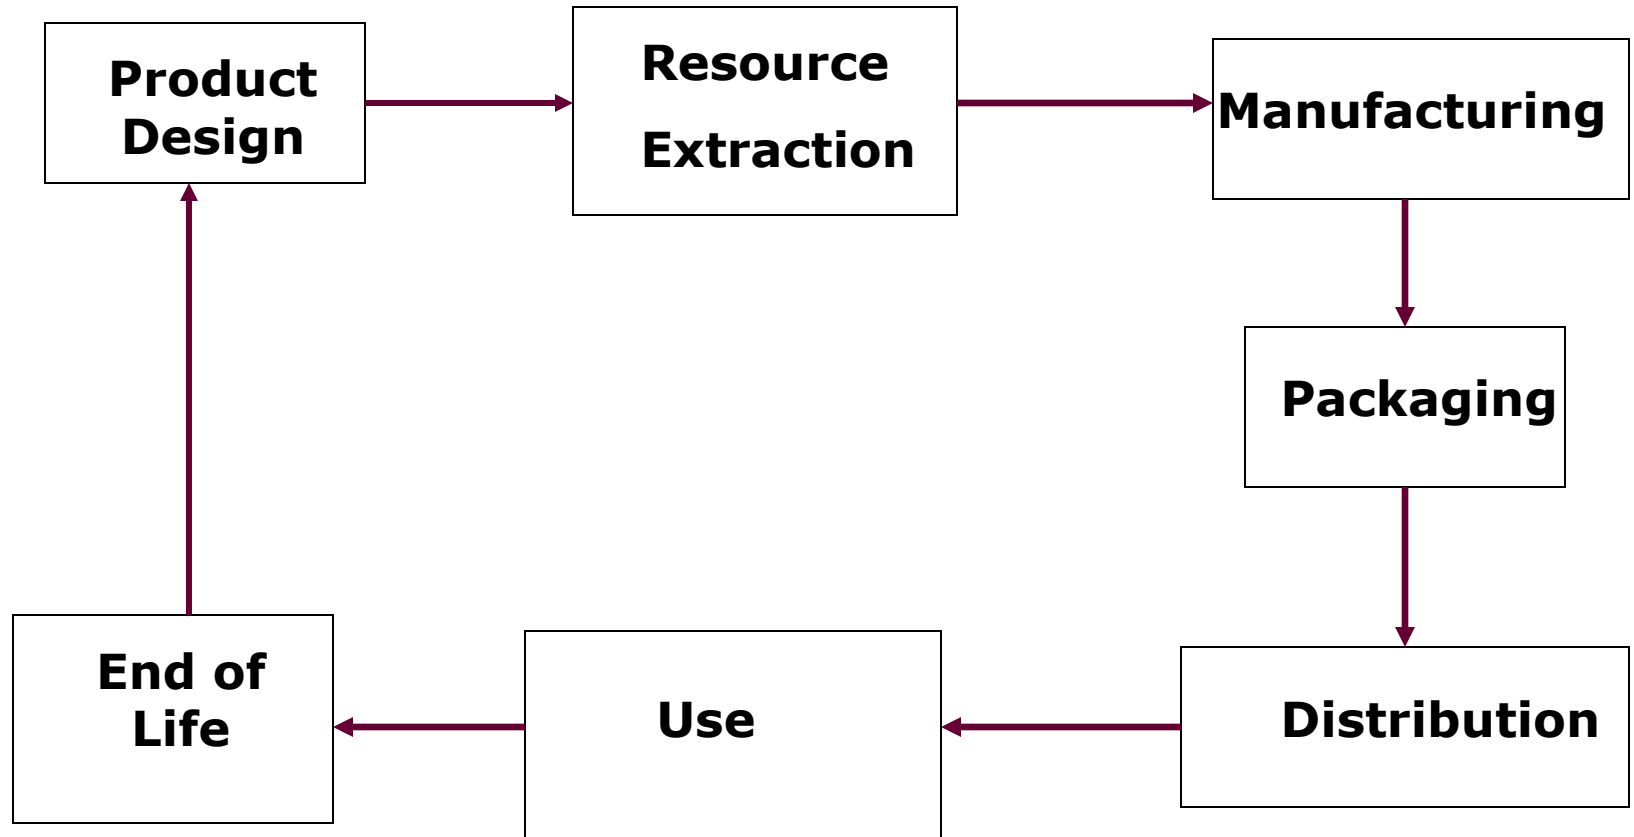 Product
Design
Resource
Extraction
Manufacturing
Packaging
Distribution
Use
End of
Life